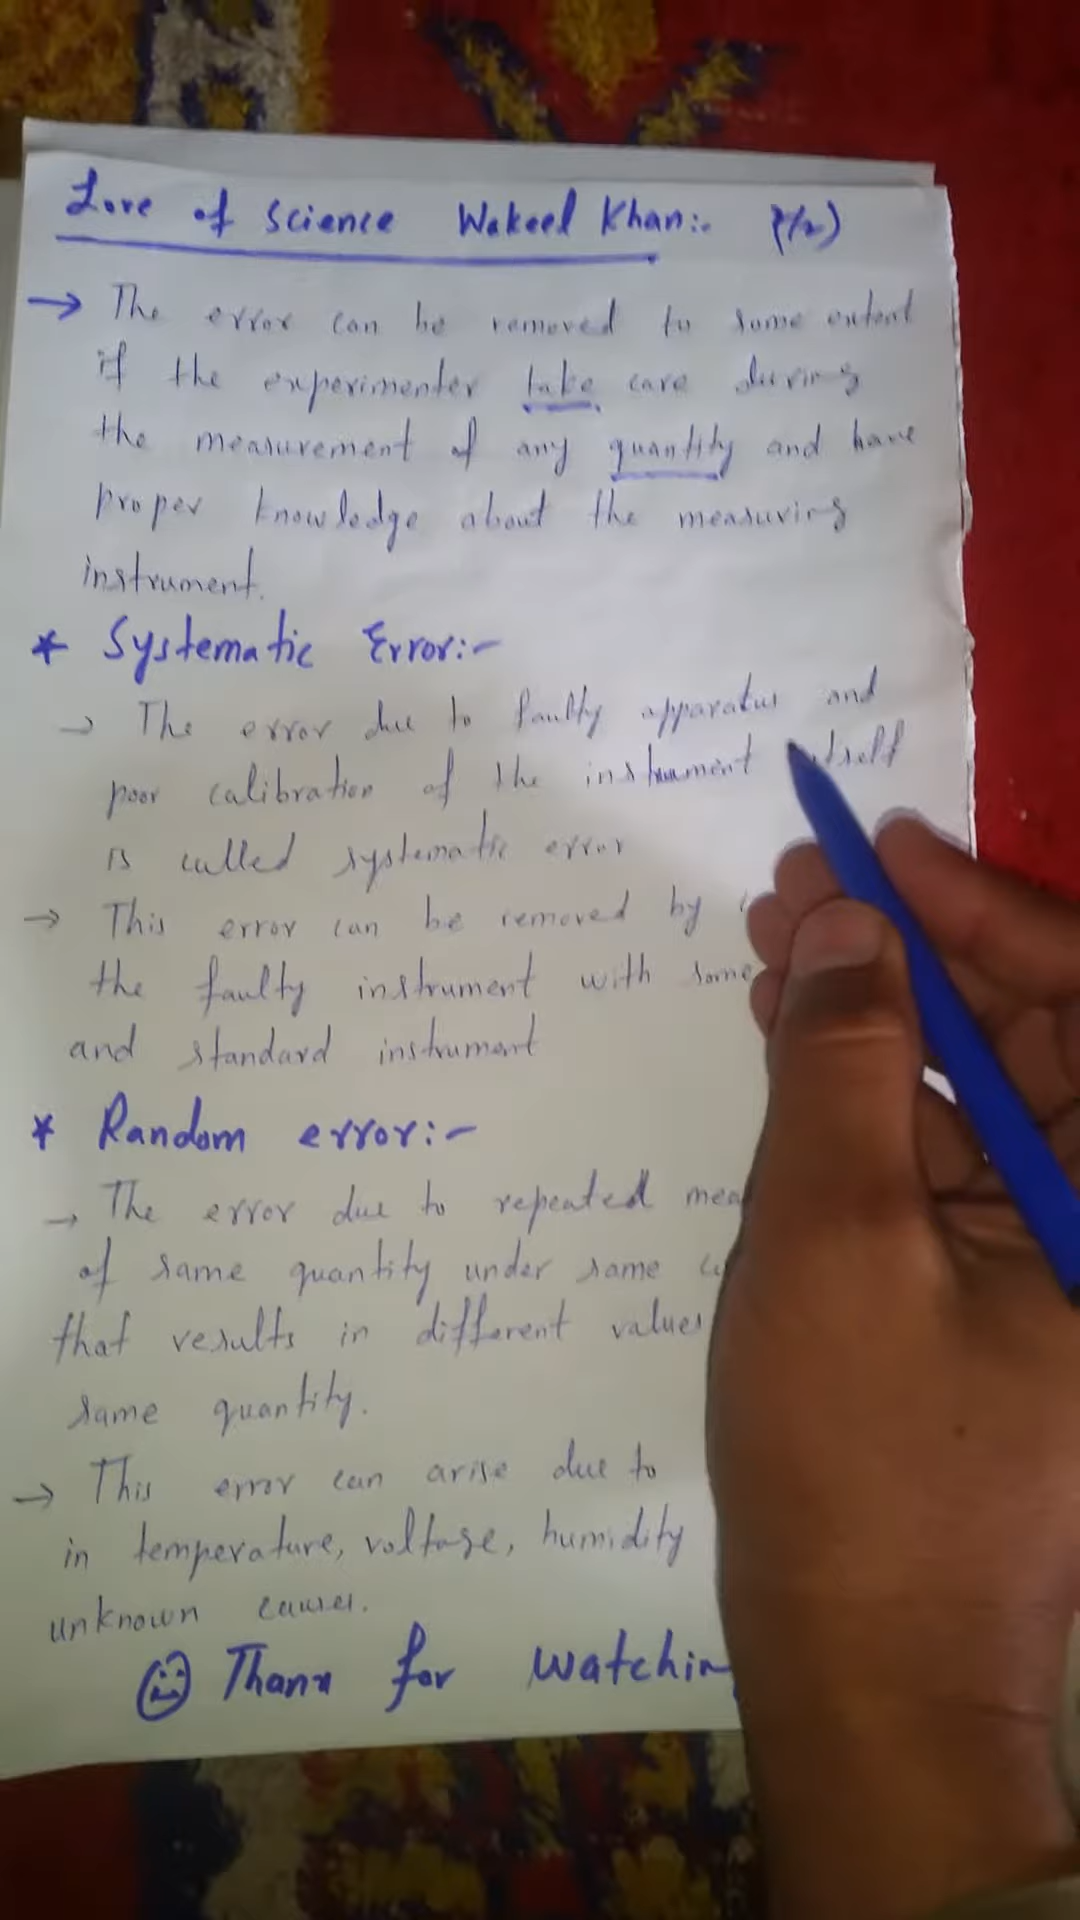 Love of Science Wakeel Khan:-
→ The error can be removed to some extent
if the experimenter take care during
the measurement of any quantity and have
proper knowledge about the measuring
instrument.
* Systematic Error:-
→ The error due to faulty apparatus and
poor calibration of the instrument itself
is called systematic error
→ This error can be removed by
the faulty instrument with some
and standard instrument
* Random error:-
→ The error due to repeated
of same quantity under same
that results in different values
same quantity.
→ This error can arise due to
in temperature, voltage, humidity
unknown causes.
Thanx for watchin